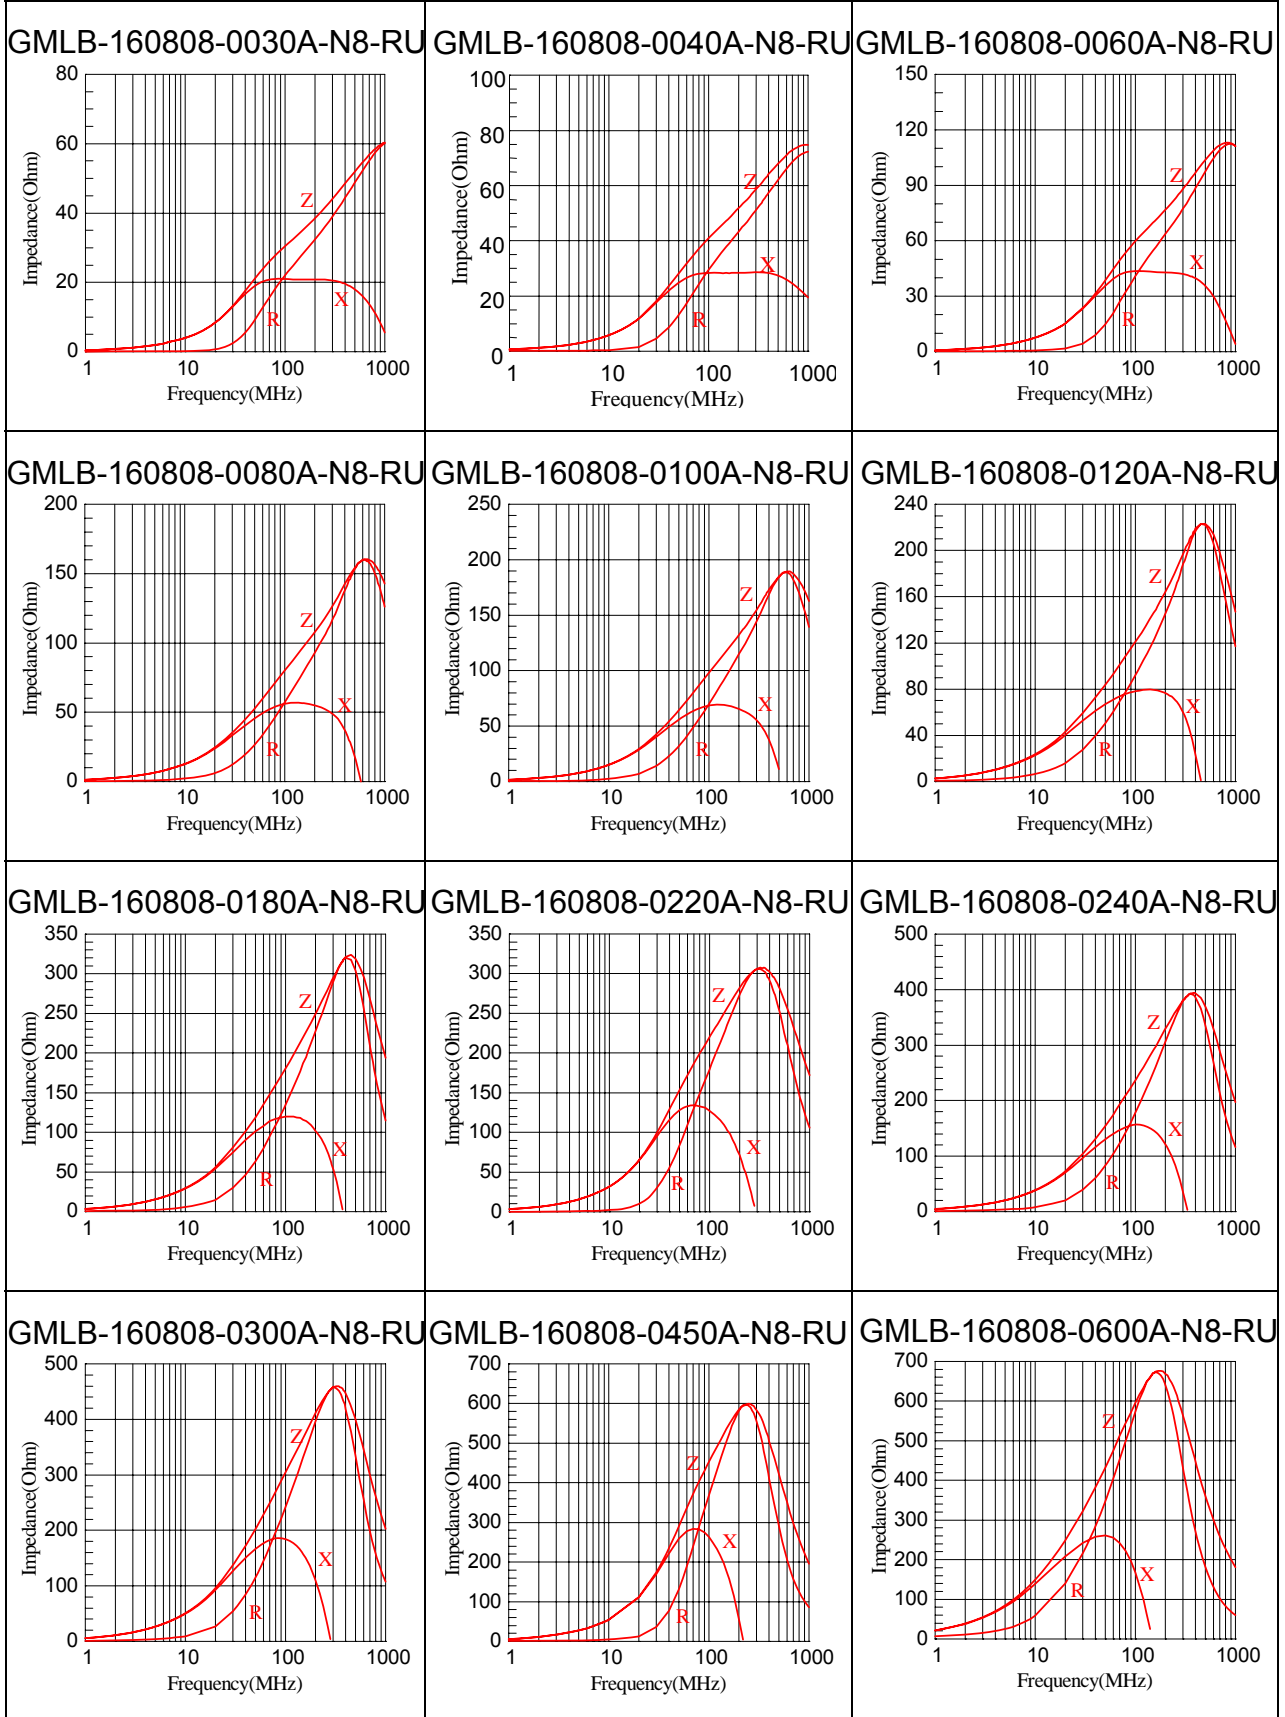 GMLB-160808-0030A-N8-RU
80
60
40
20
0
Impedance(Ohm)
Z
X
R
1
10
100
1000
Frequency(MHz)
GMLB-160808-0040A-N8-RU
100
80
60
40
20
0
Impedance(Ohm)
Z
X
R
1
10
100
1000
Frequency(MHz)
GMLB-160808-0060A-N8-RU
150
120
90
60
30
0
Impedance(Ohm)
Z
X
R
1
10
100
1000
Frequency(MHz)
GMLB-160808-0080A-N8-RU
200
150
100
50
0
Impedance(Ohm)
Z
X
R
1
10
100
1000
Frequency(MHz)
GMLB-160808-0100A-N8-RU
250
200
150
100
50
0
Impedance(Ohm)
Z
X
R
1
10
100
1000
Frequency(MHz)
GMLB-160808-0120A-N8-RU
240
200
160
120
80
40
0
Impedance(Ohm)
Z
X
R
1
10
100
1000
Frequency(MHz)
GMLB-160808-0180A-N8-RU
350
300
250
200
150
100
50
0
Impedance(Ohm)
Z
X
R
1
10
100
1000
Frequency(MHz)
GMLB-160808-0220A-N8-RU
350
300
250
200
150
100
50
0
Impedance(Ohm)
Z
X
R
1
10
100
1000
Frequency(MHz)
GMLB-160808-0240A-N8-RU
500
400
300
200
100
0
Impedance(Ohm)
Z
X
R
1
10
100
1000
Frequency(MHz)
GMLB-160808-0300A-N8-RU
500
400
300
200
100
0
Impedance(Ohm)
Z
X
R
1
10
100
1000
Frequency(MHz)
GMLB-160808-0450A-N8-RU
700
600
500
400
300
200
100
0
Impedance(Ohm)
Z
X
R
1
10
100
1000
Frequency(MHz)
GMLB-160808-0600A-N8-RU
700
600
500
400
300
200
100
0
Impedance(Ohm)
Z
X
R
1
10
100
1000
Frequency(MHz)